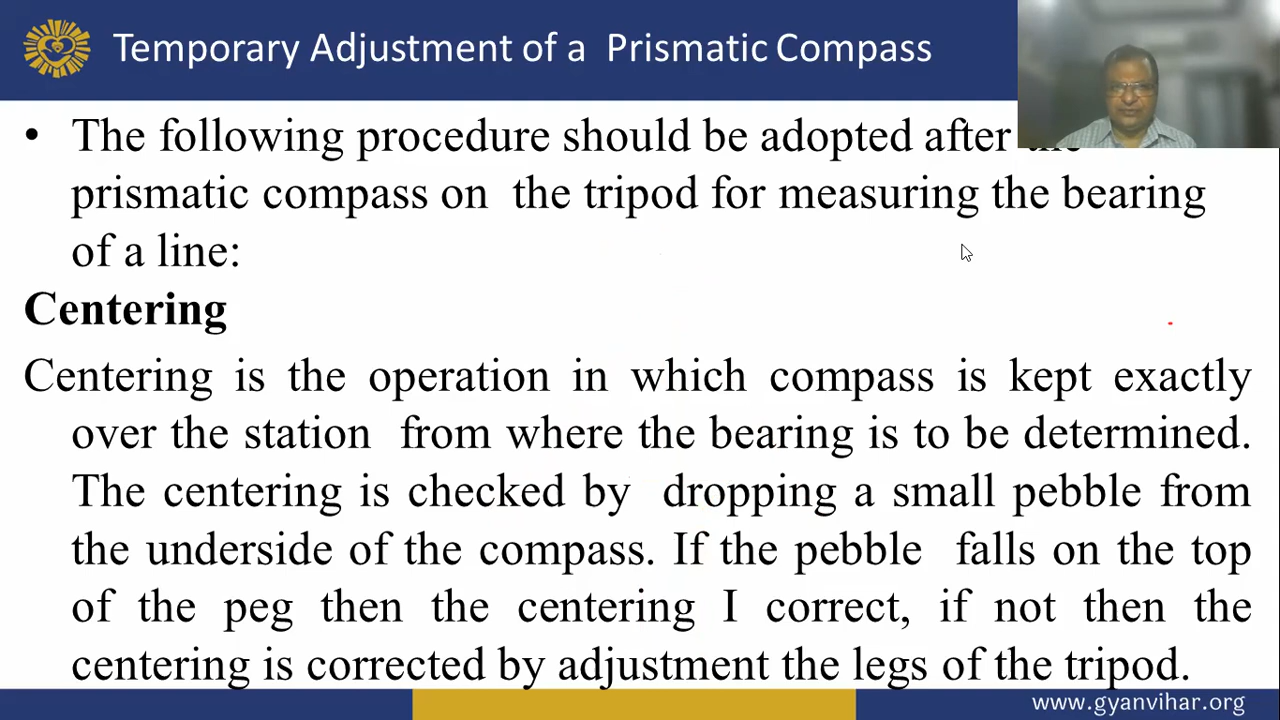 Temporary Adjustment of a Prismatic Compass
• The following procedure should be adopted after the
prismatic compass on the tripod for measuring the bearing
of a line:
Centering
Centering is the operation in which compass is kept exactly
over the station from where the bearing is to be determined.
The centering is checked by dropping a small pebble from
the underside of the compass. If the pebble falls on the top
of the peg then the centering I correct, if not then the
centering is corrected by adjustment the legs of the tripod.
www.gyanvihar.org